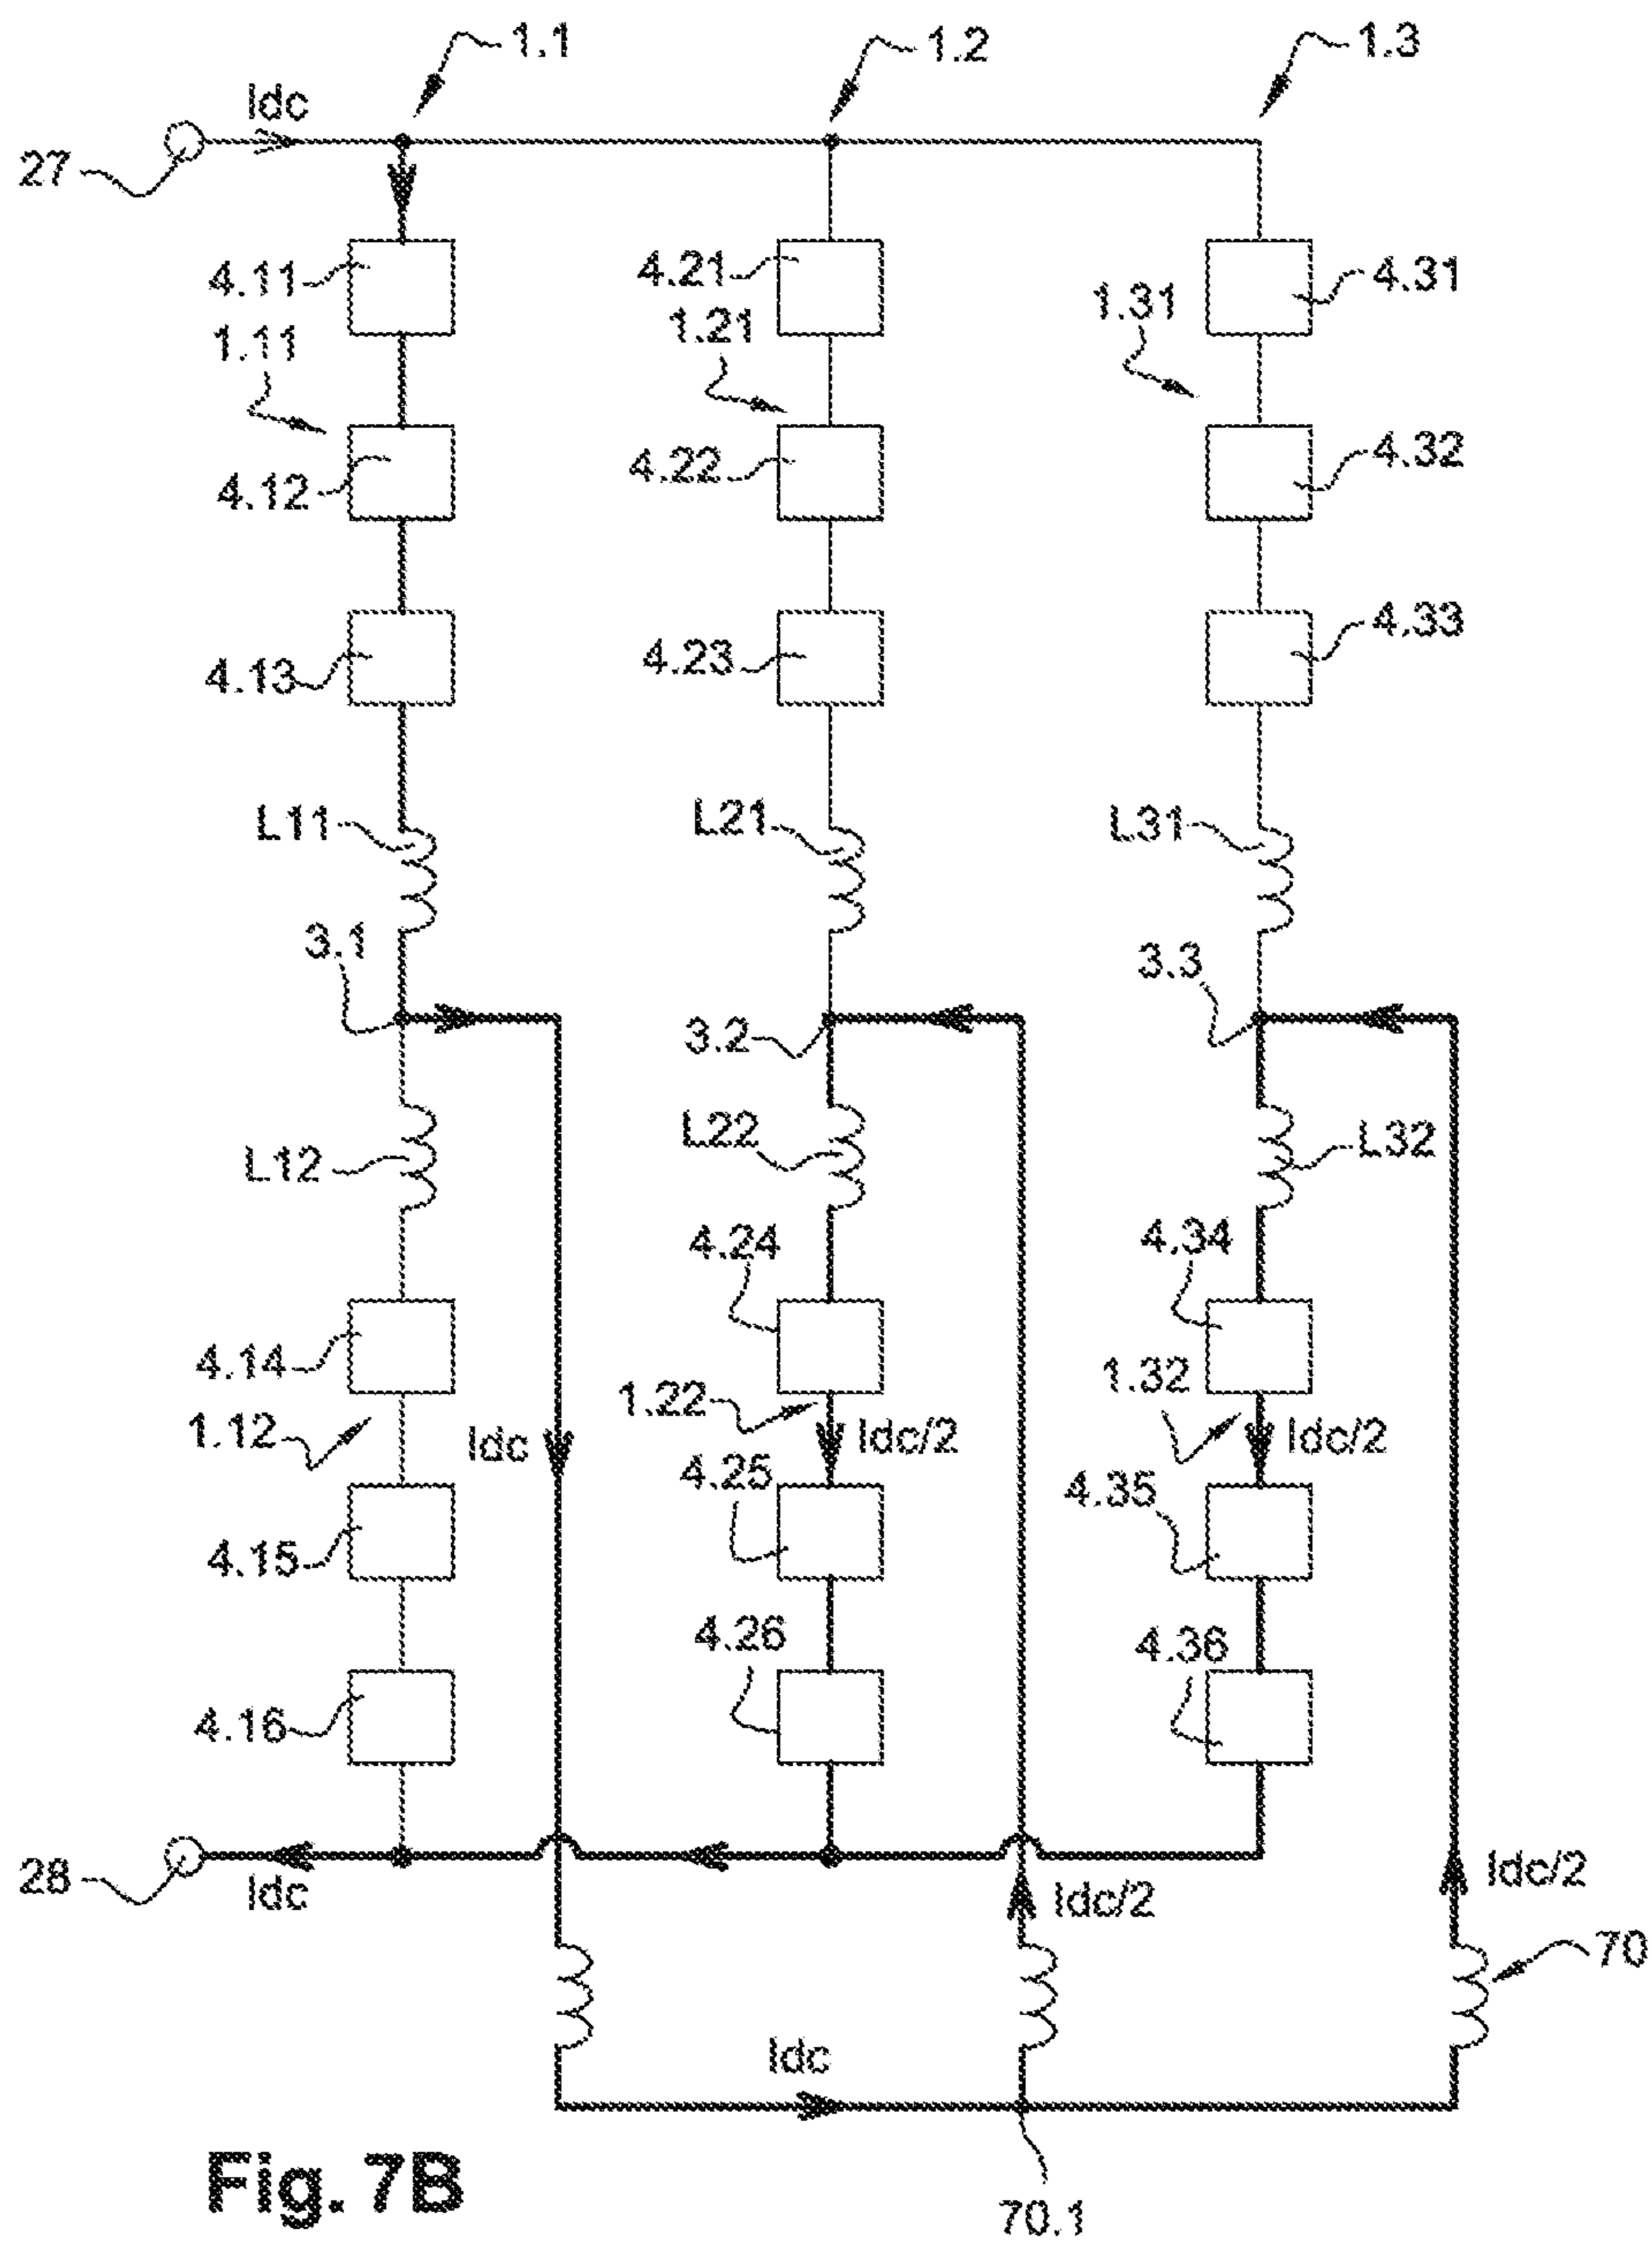 1.1
1.2
1.3
Idc
27
4.11
4.21
4.31
1.11
1.21
1.31
4.12
4.22
4.32
4.13
4.23
4.33
L11
L21
L31
3.1
3.2
3.3
L12
L22
L32
4.24
4.34
4.14
1.22
1.32
1.12
Idc
Idc/2
Idc/2
4.25
4.35
4.15
4.26
4.36
4.16
28
Idc
Idc/2
Idc/2
70
Idc
Fig. 7B
70.1